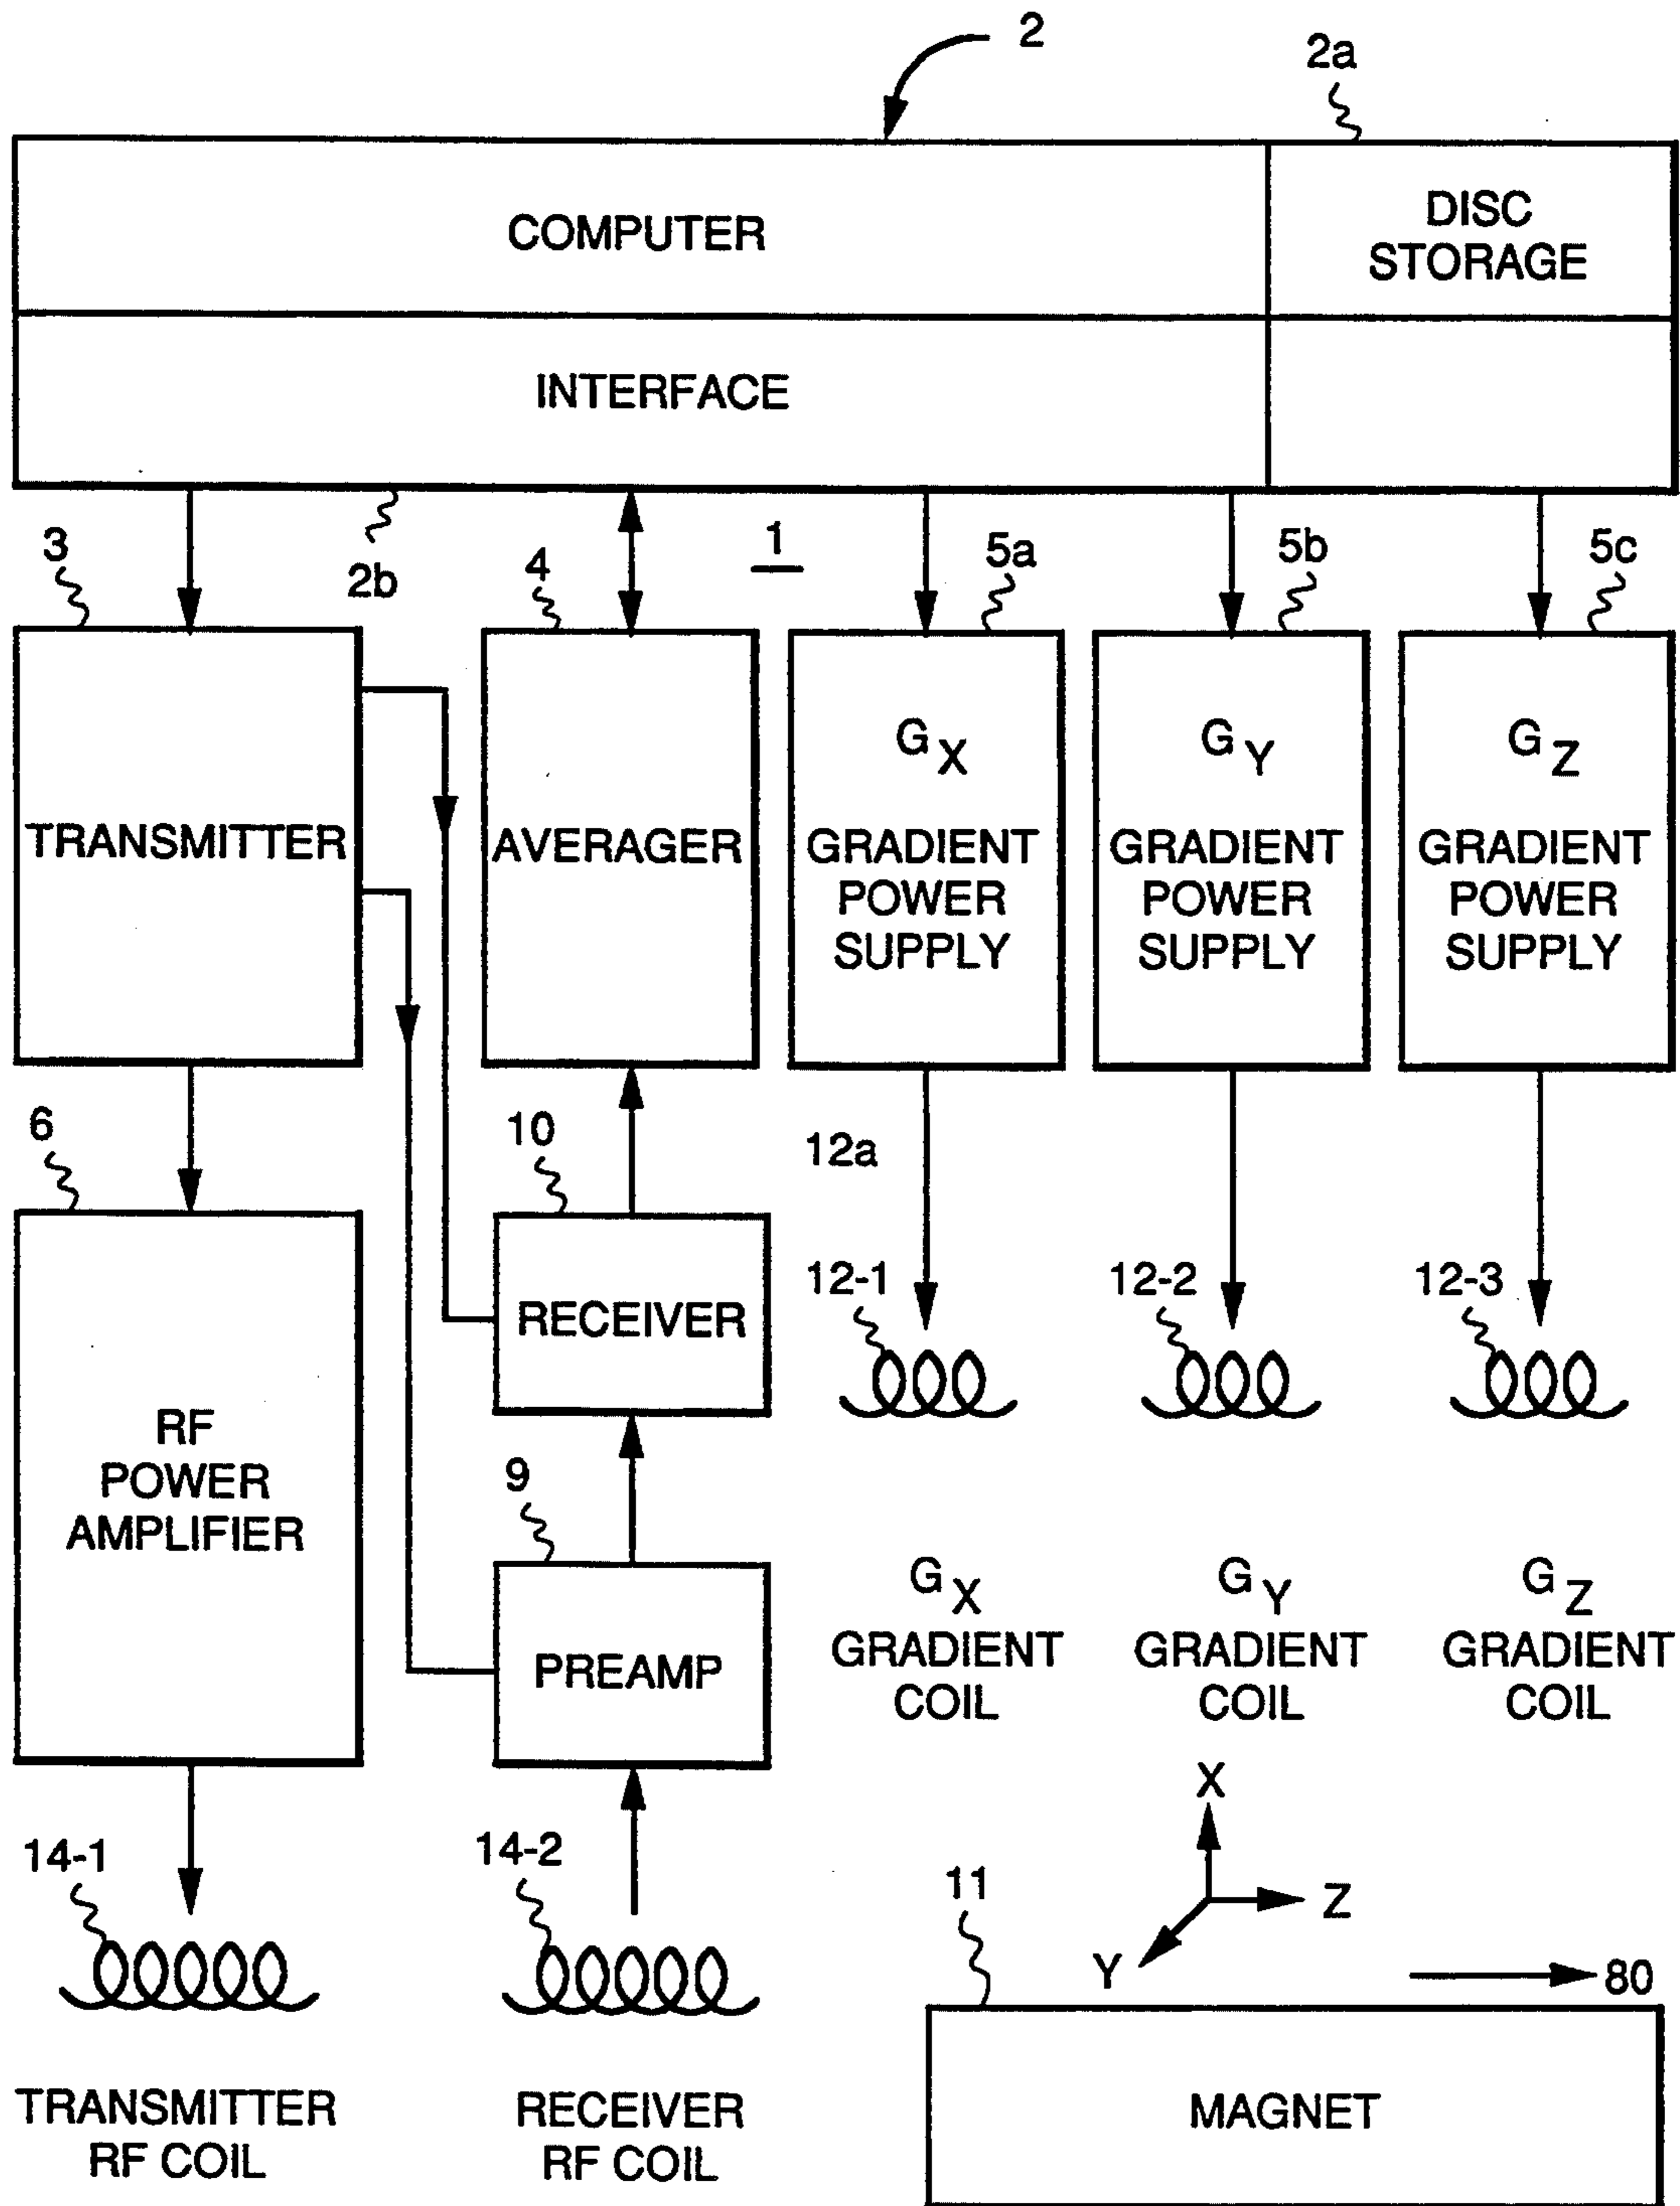 2
2a
COMPUTER
DISC
STORAGE
INTERFACE
3
2b
4
1
5a
5b
5c
TRANSMITTER
AVERAGER
GX
GRADIENT
POWER
SUPPLY
GY
GRADIENT
POWER
SUPPLY
GZ
GRADIENT
POWER
SUPPLY
6
10
12a
12-1
12-2
12-3
RECEIVER
RF
POWER
AMPLIFIER
9
PREAMP
GX
GRADIENT
COIL
GY
GRADIENT
COIL
GZ
GRADIENT
COIL
14-1
14-2
11
X
Z
Y
80
TRANSMITTER
RF COIL
RECEIVER
RF COIL
MAGNET